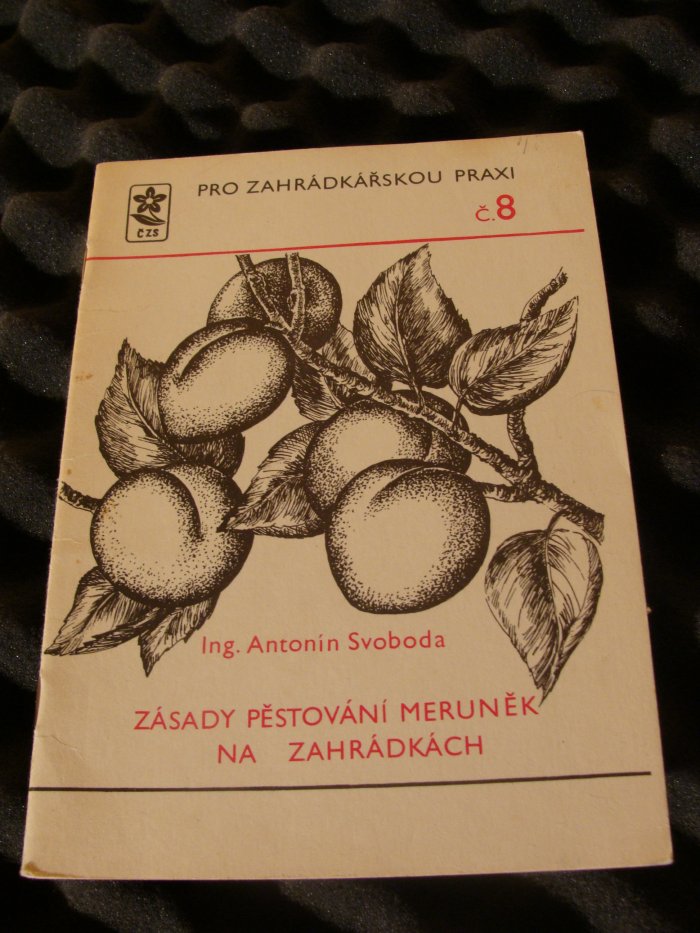 PRO ZAHRÁDKÁŘSKOU PRAXI
č.8
ČZS
Ing. Antonín Svoboda
ZÁSADY PĚSTOVÁNÍ MERUNĚK
NA ZAHRÁDKÁCH